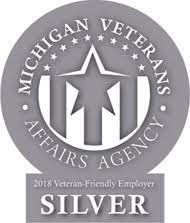 MICHIGAN VETERANS
AFFAIRS AGENCY
2018 Veteran-Friendly Employer
SILVER